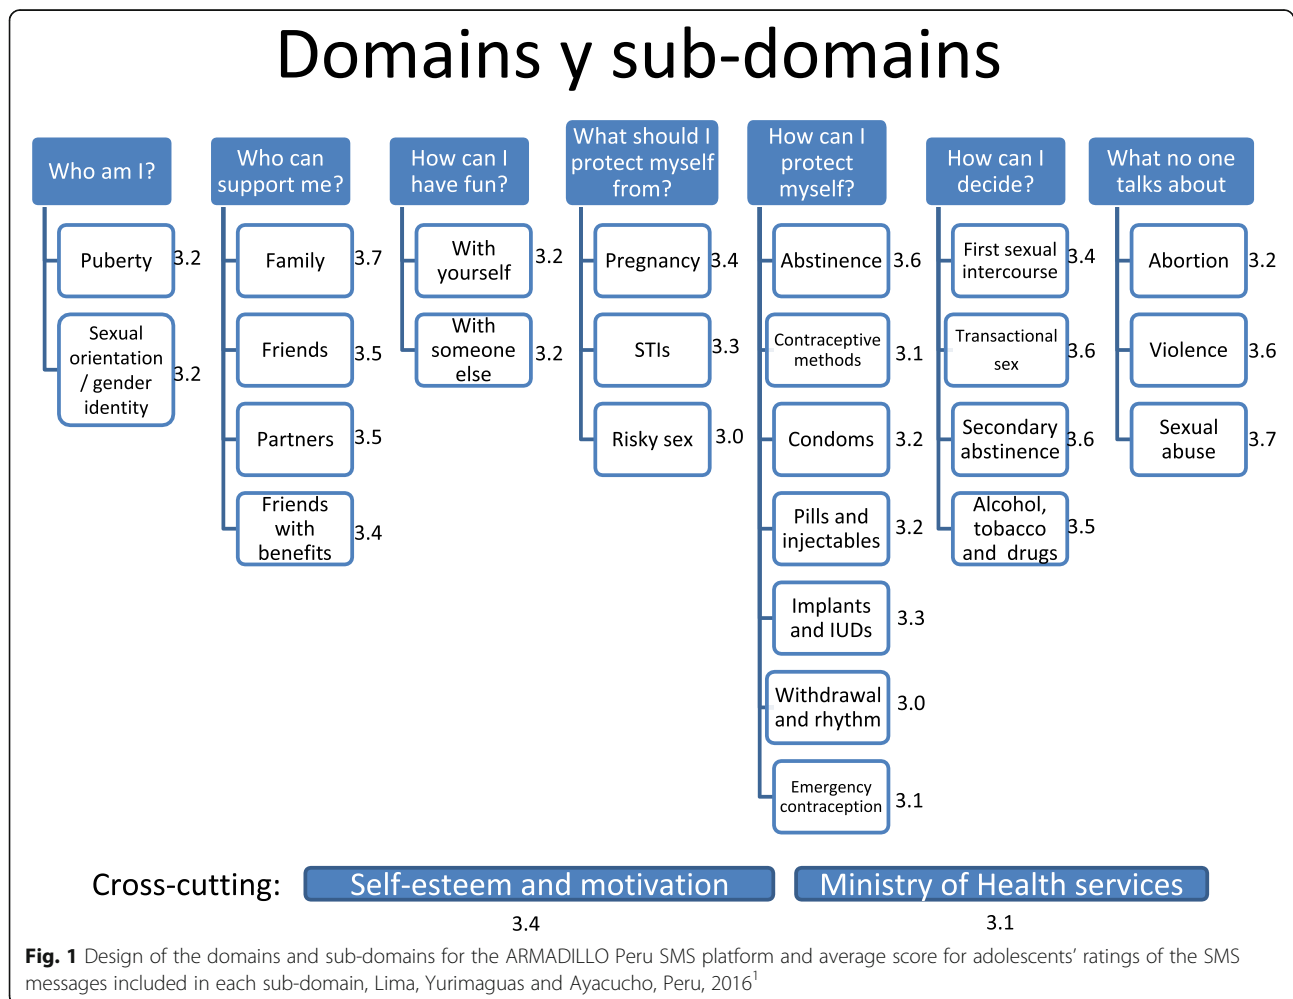 Domains y sub-domains
Who am I?
Puberty
3.2
Sexual
orientation
/ gender
identity
3.2
Who can
support me?
Family
3.7
Friends
3.5
Partners
3.5
Friends
with
benefits
3.4
How can I
have fun?
With
yourself
3.2
With
someone
else
3.2
What should I
protect myself
from?
Pregnancy
3.4
STIs
3.3
Risky sex
3.0
How can I
protect
myself?
Abstinence
3.6
Contraceptive
methods
3.1
Condoms
3.2
Pills and
injectables
3.2
Implants
and IUDs
3.3
Withdrawal
and rhythm
3.0
Emergency
contraception
3.1
How can I
decide?
First sexual
intercourse
3.4
Transactional
sex
3.6
Secondary
abstinence
3.6
Alcohol,
tobacco
and drugs
3.5
What no one
talks about
Abortion
3.2
Violence
3.6
Sexual
abuse
3.7
Cross-cutting:
Self-esteem and motivation
3.4
Ministry of Health services
3.1
Fig. 1 Design of the domains and sub-domains for the ARMADILLO Peru SMS platform and average score for adolescents' ratings of the SMS
messages included in each sub-domain, Lima, Yurimaguas and Ayacucho, Peru, 2016¹